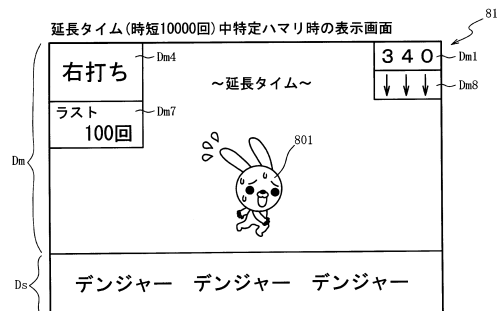 延長タイム(時短10000回)中特定ハマリ時の表示画面
81
右打ち
Dm4
~延長タイム~
340
Dm1
↓↓↓
Dm8
ラスト
100回
Dm7
801
Dm
Ds
デンジャー デンジャー デンジャー